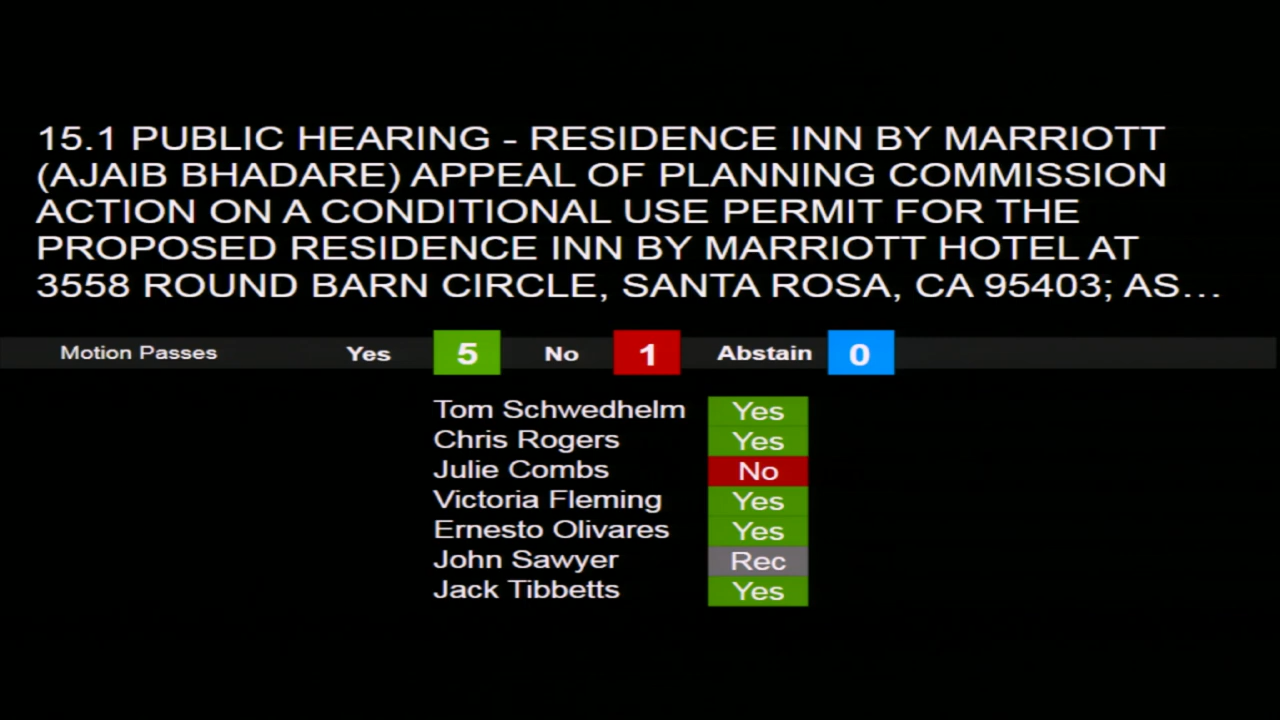 15.1 PUBLIC HEARING - RESIDENCE INN BY MARRIOTT
(AJAIB BHADARE) APPEAL OF PLANNING COMMISSION
ACTION ON A CONDITIONAL USE PERMIT FOR THE
PROPOSED RESIDENCE INN BY MARRIOTT HOTEL AT
3558 ROUND BARN CIRCLE, SANTA ROSA, CA 95403; AS...
Motion Passes Yes 5 No 1 Abstain 0
Tom Schwedhelm Yes
Chris Rogers Yes
Julie Combs No
Victoria Fleming Yes
Ernesto Olivares Yes
John Sawyer Rec
Jack Tibbetts Yes